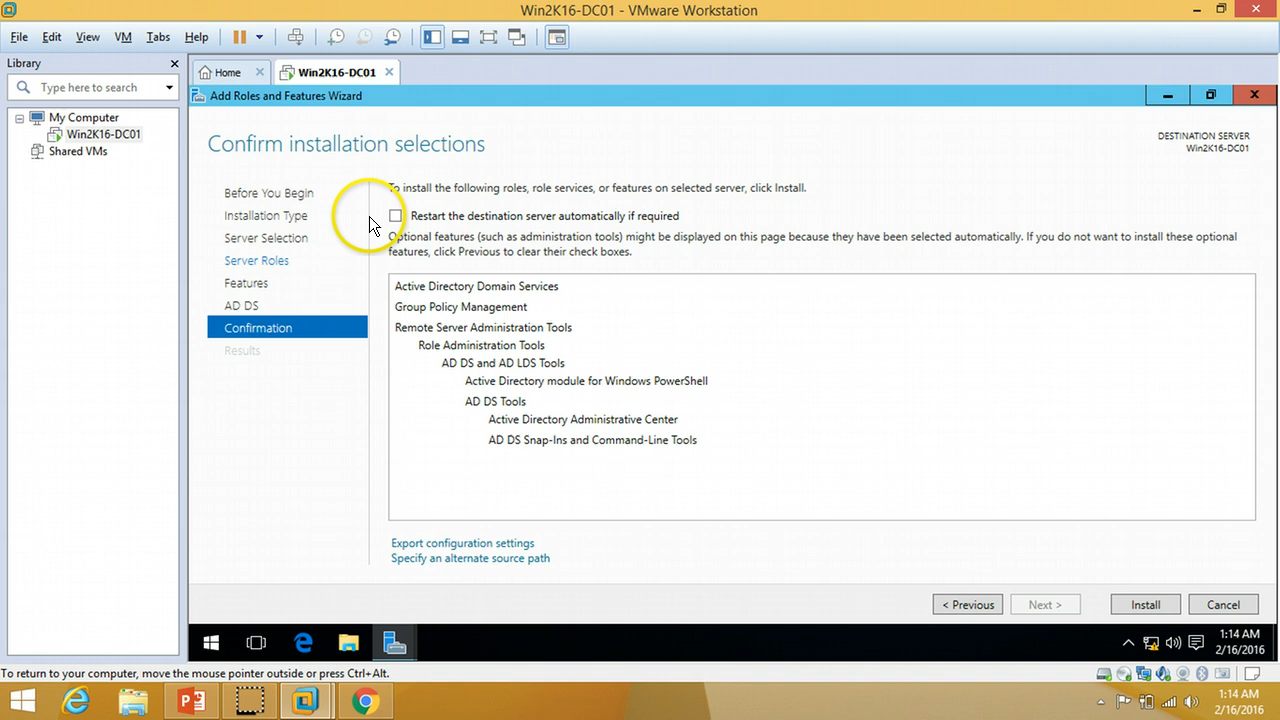 Win2K16-DC01 - VMware Workstation
File Edit View VM Tabs Help
Library
Type here to search
My Computer
Win2K16-DC01
Shared VMs
Home
Win2K16-DC01
Add Roles and Features Wizard
Confirm installation selections
DESTINATION SERVER
Win2K16-DC01
Before You Begin
Installation Type
Server Selection
Server Roles
Features
AD DS
Confirmation
Results
To install the following roles, role services, or features on selected server, click Install.
Restart the destination server automatically if required
Optional features (such as administration tools) might be displayed on this page because they have been selected automatically. If you do not want to install these optional
features, click Previous to clear their check boxes.
Active Directory Domain Services
Group Policy Management
Remote Server Administration Tools
Role Administration Tools
AD DS and AD LDS Tools
Active Directory module for Windows PowerShell
AD DS Tools
Active Directory Administrative Center
AD DS Snap-Ins and Command-Line Tools
Export configuration settings
Specify an alternate source path
< Previous Next > Install Cancel
1:14 AM
2/16/2016
To return to your computer, move the mouse pointer outside or press Ctrl+Alt.
1:14 AM
2/16/2016